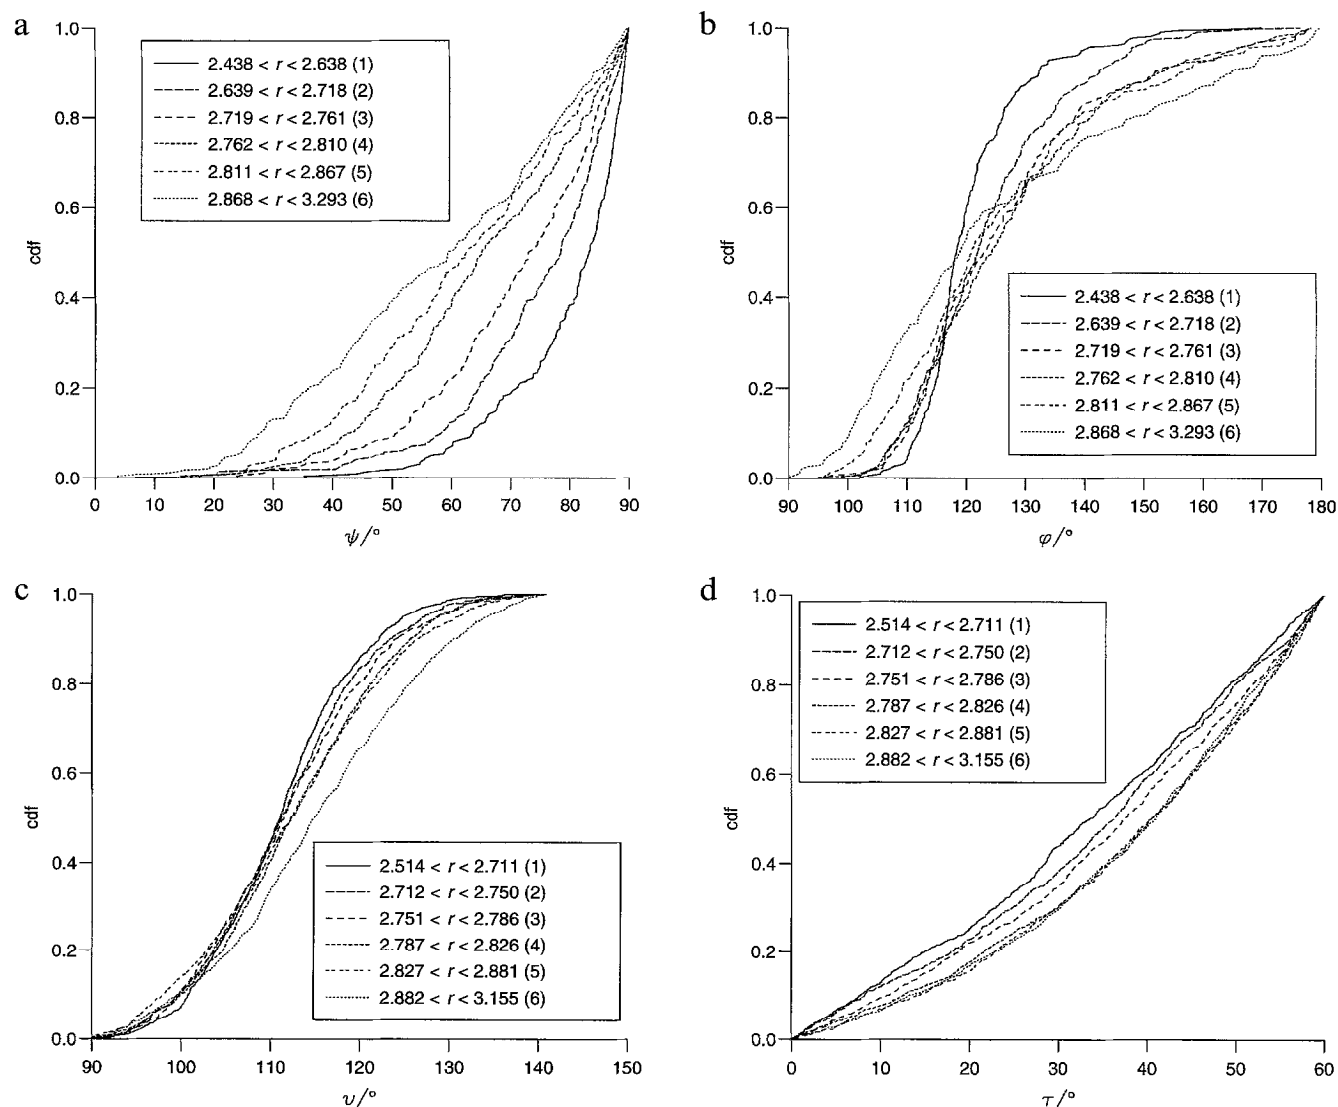 a
1.0
0.8
0.6
0.4
0.2
0.0
cdf
2.438 < r < 2.638 (1)
2.639 < r < 2.718 (2)
2.719 < r < 2.761 (3)
2.762 < r < 2.810 (4)
2.811 < r < 2.867 (5)
2.868 < r < 3.293 (6)
0 10 20 30 40 50 60 70 80 90
ψ/°
b
1.0
0.8
0.6
0.4
0.2
0.0
cdf
2.438 < r < 2.638 (1)
2.639 < r < 2.718 (2)
2.719 < r < 2.761 (3)
2.762 < r < 2.810 (4)
2.811 < r < 2.867 (5)
2.868 < r < 3.293 (6)
90 100 110 120 130 140 150 160 170 180
φ/°
c
1.0
0.8
0.6
0.4
0.2
0.0
cdf
2.514 < r < 2.711 (1)
2.712 < r < 2.750 (2)
2.751 < r < 2.786 (3)
2.787 < r < 2.826 (4)
2.827 < r < 2.881 (5)
2.882 < r < 3.155 (6)
90 100 110 120 130 140 150
υ/°
d
1.0
0.8
0.6
0.4
0.2
0.0
cdf
2.514 < r < 2.711 (1)
2.712 < r < 2.750 (2)
2.751 < r < 2.786 (3)
2.787 < r < 2.826 (4)
2.827 < r < 2.881 (5)
2.882 < r < 3.155 (6)
0 10 20 30 40 50 60
τ/°